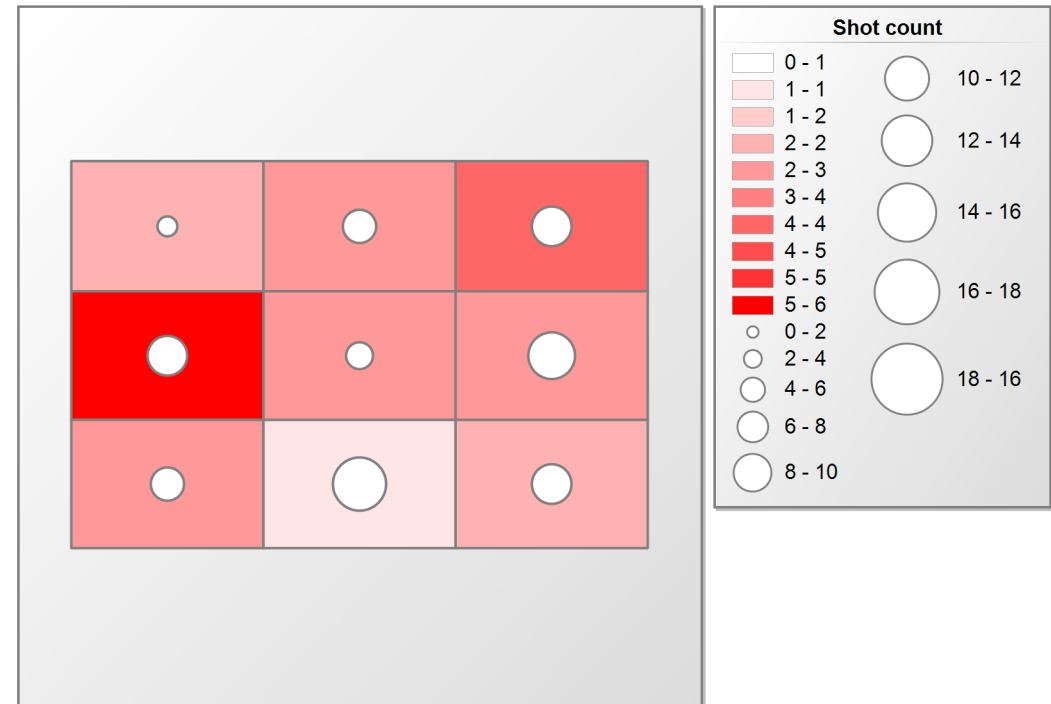 Shot count
0 - 1
1 - 1
1 - 2
2 - 2
2 - 3
3 - 4
4 - 4
4 - 5
5 - 5
5 - 6
0 - 2
2 - 4
4 - 6
6 - 8
8 - 10
10 - 12
12 - 14
14 - 16
16 - 18
18 - 16